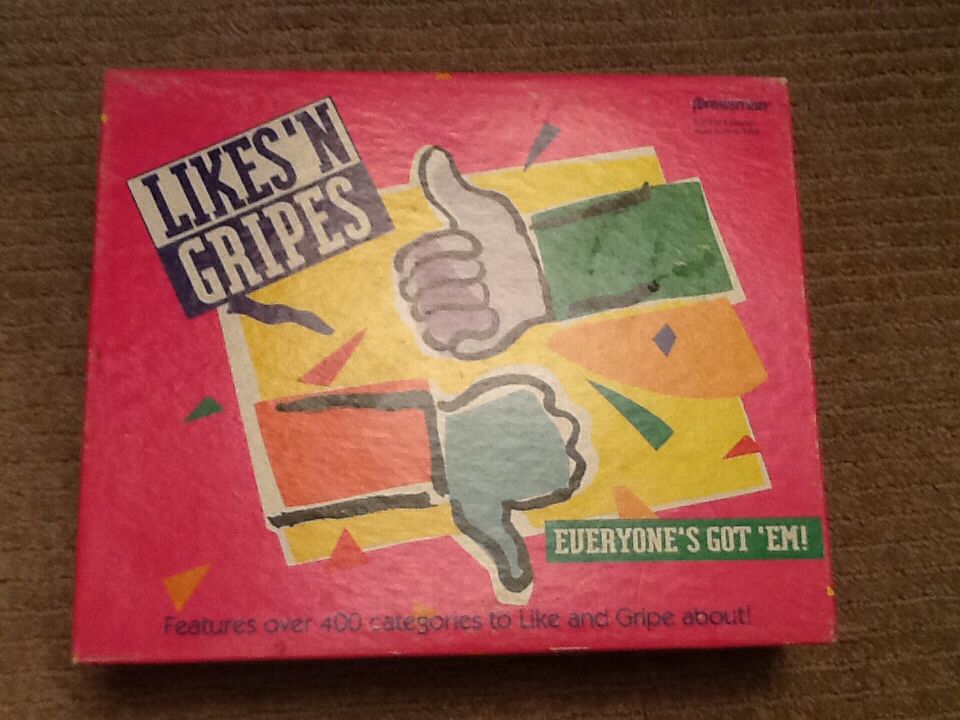 LIKES 'N
GRIPES
Pressman
EVERYONE'S GOT 'EM!
Features over 400 categories to Like and Gripe about!